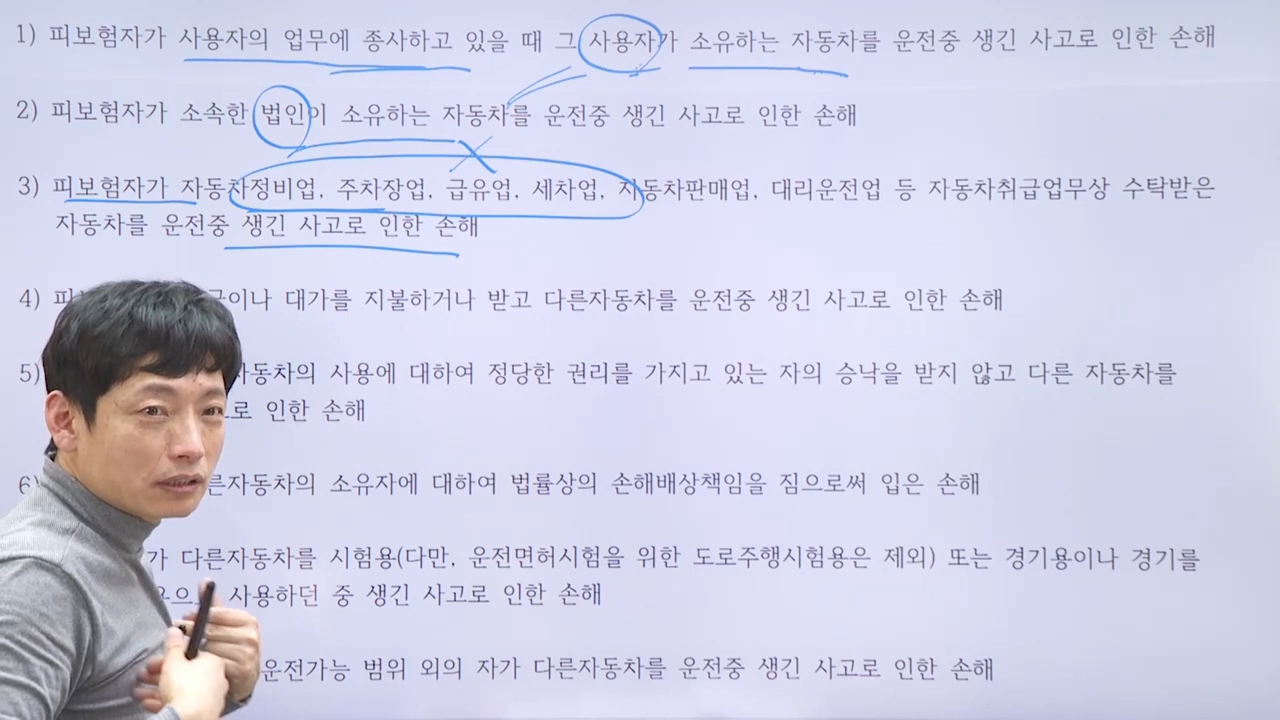 1) 피보험자가 사용자의 업무에 종사하고 있을 때 그 사용자가 소유하는 자동차를 운전중 생긴 사고로 인한 손해
2) 피보험자가 소속한 법인이 소유하는 자동차를 운전중 생긴 사고로 인한 손해
3) 피보험자가 자동차정비업, 주차장업, 급유업, 세차업, 자동차판매업, 대리운전업 등 자동차취급업무상 수탁받은
자동차를 운전중 생긴 사고로 인한 손해
4) 대가를 지불하거나 받고 다른자동차를 운전중 생긴 사고로 인한 손해
5) 사용에 대하여 정당한 권리를 가지고 있는 자의 승낙을 받지 않고 다른 자동차를
인한 손해
6) 소유자에 대하여 법률상의 손해배상책임을 짐으로써 입은 손해
다른자동차를 시험용(다만, 운전면허시험을 위한 도로주행시험용은 제외) 또는 경기용이나 경기를
사용하던 중 생긴 사고로 인한 손해
운전가능 범위 외의 자가 다른자동차를 운전중 생긴 사고로 인한 손해